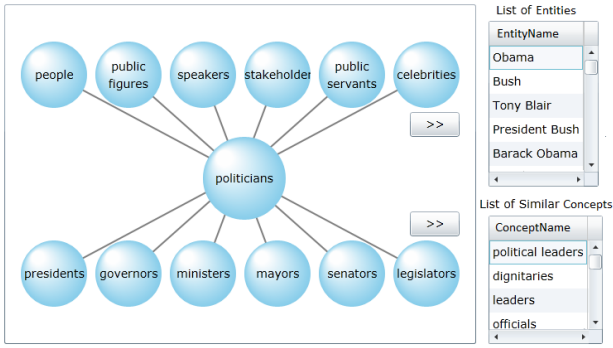 people
public
figures
speakers
stakeholder
public
servants
celebrities
>>
politicians
>>
presidents
governors
ministers
mayors
senators
legislators
List of Entities
EntityName
Obama
Bush
Tony Blair
President Bush
Barack Obama
List of Similar Concepts
ConceptName
political leaders
dignitaries
leaders
officials